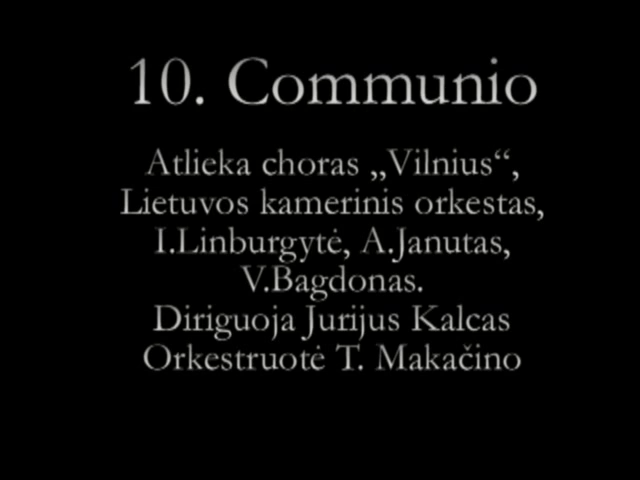 10. Communio
Atlieka choras „Vilnius“,
Lietuvos kamerinis orkestas,
I.Linburgytė, A.Janutas,
V.Bagdonas.
Diriguoja Jurijus Kalcas
Orkestruotė T. Makačino